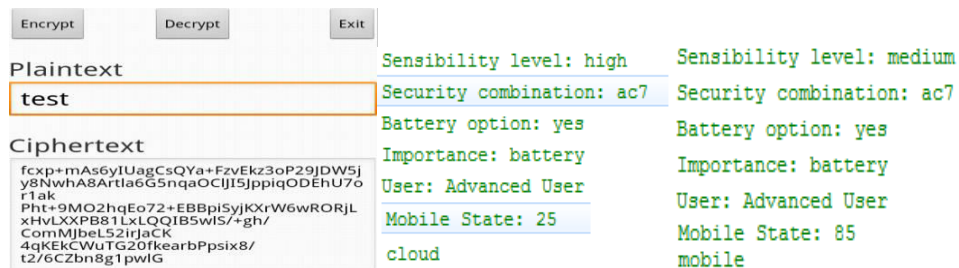 Encrypt Decrypt Exit
Plaintext
test
Ciphertext
fcxp+mAs6yIUagCsQYa+FzvEkz3oP29JDW5j
y8NwhA8Artla6G5nqaOCIJI5JppiqODEhU7o
r1ak
Pht+9MO2hqEo72+EBBpiSyjKXrW6wRORjL
xHvLXXPB81LxLQQIB5wlS/+gh/
ComMJbeL52irJaCK
4qKEkCWuTG20fkearbPpsix8/
t2/6CZbn8g1pwlG
Sensibility level: high
Security combination: ac7
Battery option: yes
Importance: battery
User: Advanced User
Mobile State: 25
cloud
Sensibility level: medium
Security combination: ac7
Battery option: yes
Importance: battery
User: Advanced User
Mobile State: 85
mobile